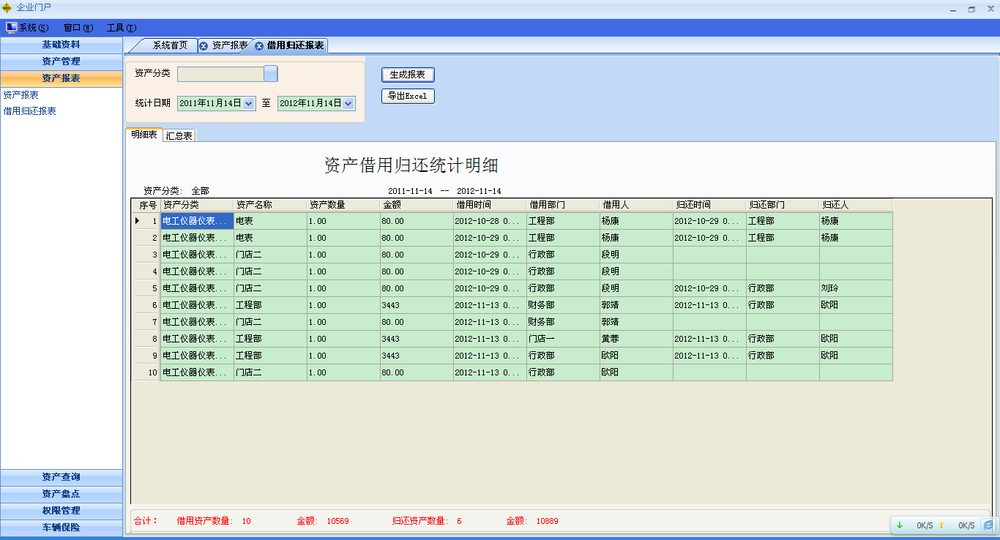 企业门户
系统(S) 窗口(W) 工具(T)
基础资料
资产管理
资产报表
资产报表
借用归还报表
资产查询
资产盘点
权限管理
车辆保险
系统首页 资产报表 借用归还报表
资产分类
生成报表
统计日期 2011年11月14日 至 2012年11月14日
导出Excel
明细表 汇总表
资产借用归还统计明细
资产分类: 全部 2011-11-14 -- 2012-11-14
序号 资产分类 资产名称 资产数量 金额 借用时间 借用部门 借用人 归还时间 归还部门 归还人
1 电工仪器仪表... 电表 1.00 80.00 2012-10-28 0... 工程部 杨康 2012-10-29 0... 工程部 杨康
2 电工仪器仪表... 电表 1.00 80.00 2012-10-29 0... 工程部 杨康 2012-10-29 0... 工程部 杨康
3 电工仪器仪表... 门店二 1.00 80.00 2012-10-29 0... 行政部 段明
4 电工仪器仪表... 门店二 1.00 80.00 2012-10-29 0... 行政部 段明
5 电工仪器仪表... 门店二 1.00 80.00 2012-10-29 0... 行政部 段明 2012-10-29 0... 行政部 刘玲
6 电工仪器仪表... 工程部 1.00 3443 2012-11-13 0... 财务部 郭靖 2012-11-13 0... 行政部 欧阳
7 电工仪器仪表... 门店二 1.00 80.00 2012-11-13 0... 财务部 郭靖
8 电工仪器仪表... 工程部 1.00 3443 2012-11-13 0... 门店一 黄蓉 2012-11-13 0... 行政部 欧阳
9 电工仪器仪表... 工程部 1.00 3443 2012-11-13 0... 行政部 欧阳 2012-11-13 0... 行政部 欧阳
10 电工仪器仪表... 门店二 1.00 80.00 2012-11-13 0... 行政部 欧阳
合计: 借用资产数量: 10 金额: 10569 归还资产数量: 6 金额: 10889
0K/S 0K/S